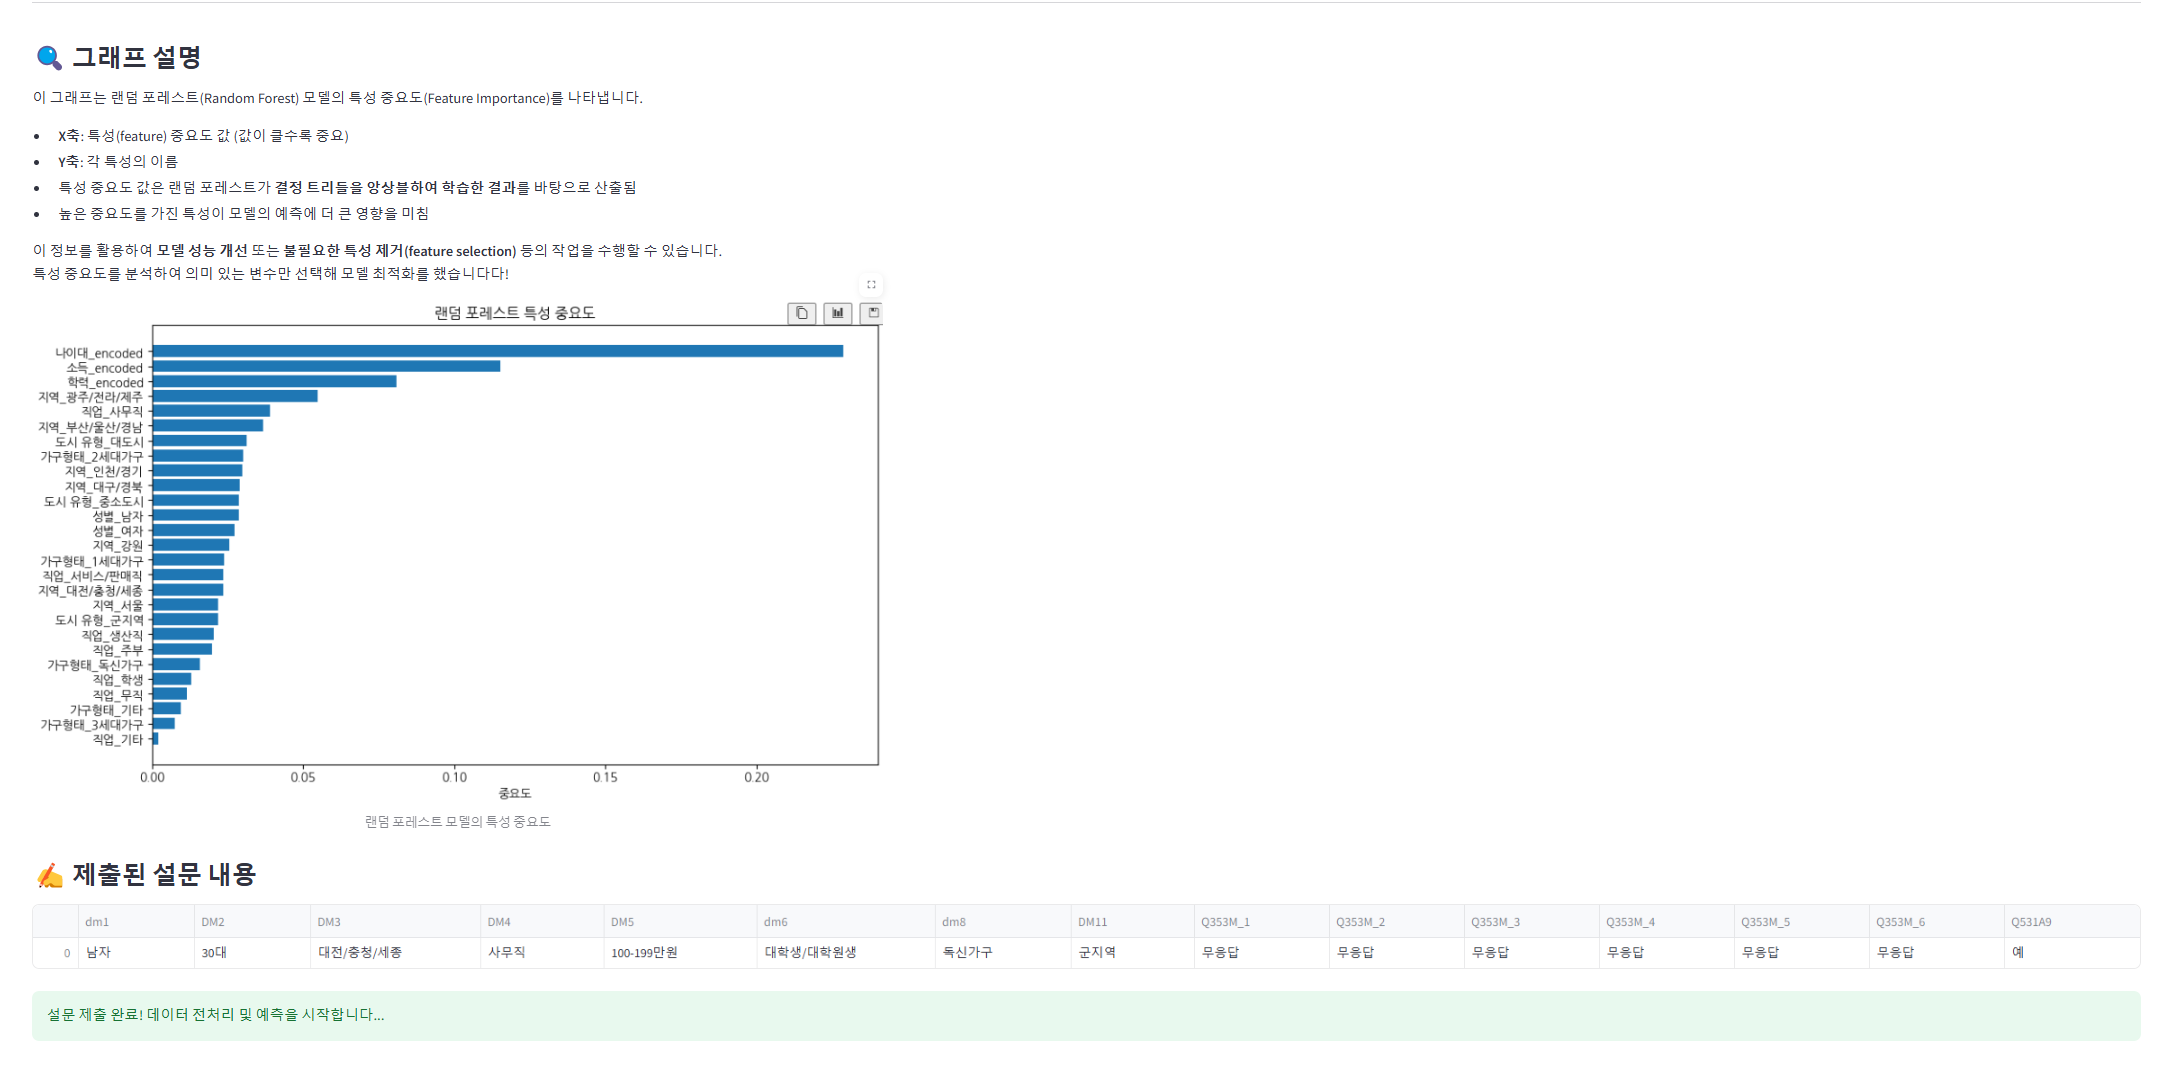 🔍 그래프 설명
이 그래프는 랜덤 포레스트(Random Forest) 모델의 특성 중요도(Feature Importance)를 나타냅니다.
• X축: 특성(feature) 중요도 값 (값이 클수록 중요)
• Y축: 각 특성의 이름
• 특성 중요도 값은 랜덤 포레스트가 결정 트리들을 앙상블하여 학습한 결과를 바탕으로 산출됨
• 높은 중요도를 가진 특성이 모델의 예측에 더 큰 영향을 미침
이 정보를 활용하여 모델 성능 개선 또는 불필요한 특성 제거(feature selection) 등의 작업을 수행할 수 있습니다.
특성 중요도를 분석하여 의미 있는 변수만 선택해 모델 최적화를 했습니다다!
랜덤 포레스트 특성 중요도
나이대_encoded
소득_encoded
학력_encoded
지역_광주/전라/제주
직업_사무직
지역_부산/울산/경남
도시 유형_대도시
가구형태_2세대가구
지역_인천/경기
지역_대구/경북
도시 유형_중소도시
성별_남자
성별_여자
지역_강원
가구형태_1세대가구
직업_서비스/판매직
지역_대전/충청/세종
지역_서울
도시 유형_군지역
직업_생산직
직업_주부
가구형태_독신가구
직업_학생
직업_무직
가구형태_기타
가구형태_3세대가구
직업_기타
0.00 0.05 0.10 0.15 0.20
중요도
랜덤 포레스트 모델의 특성 중요도
✍️ 제출된 설문 내용
dm1 DM2 DM3 DM4 DM5 dm6 dm8 DM11 Q353M_1 Q353M_2 Q353M_3 Q353M_4 Q353M_5 Q353M_6 Q531A9
0 남자 30대 대전/충청/세종 사무직 100-199만원 대학생/대학원생 독신가구 군지역 무응답 무응답 무응답 무응답 무응답 무응답 예
설문 제출 완료! 데이터 전처리 및 예측을 시작합니다...